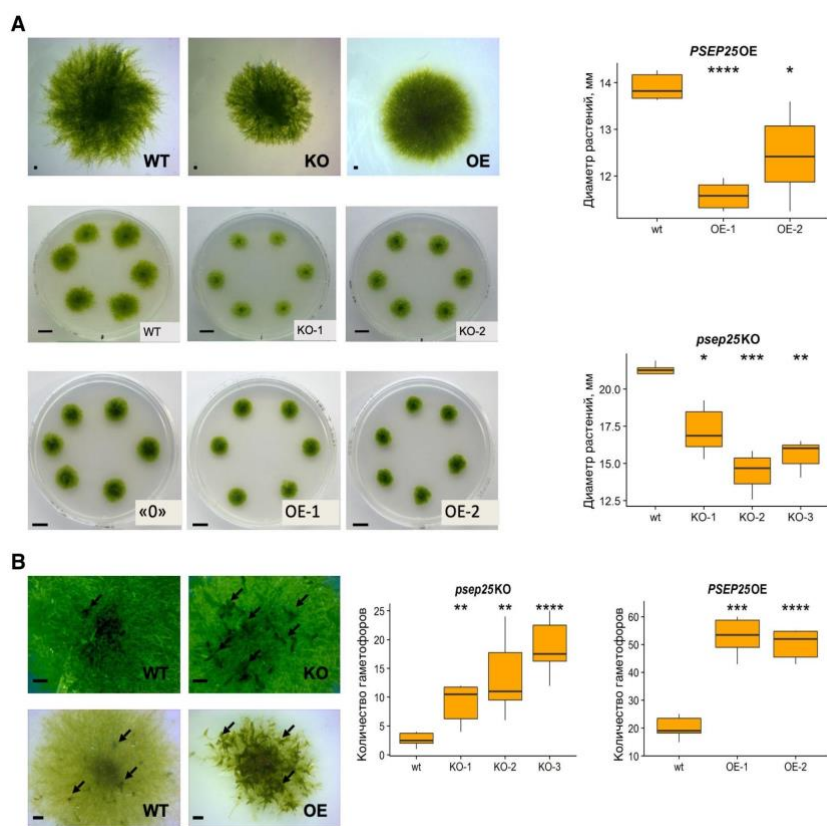 A
WT
KO
OE
WT
KO-1
KO-2
«0»
OE-1
OE-2
PSEP25OE
**** *
Диаметр растений, мм
14
13
12
wt OE-1 OE-2
psep25KO
* *** **
Диаметр растений, мм
20.0
17.5
15.0
12.5
wt KO-1 KO-2 KO-3
B
WT
KO
WT
OE
psep25KO
** ** ****
Количество гаметофоров
25
20
15
10
5
0
wt KO-1 KO-2 KO-3
PSEP25OE
*** ****
Количество гаметофоров
60
50
40
30
20
10
wt OE-1 OE-2